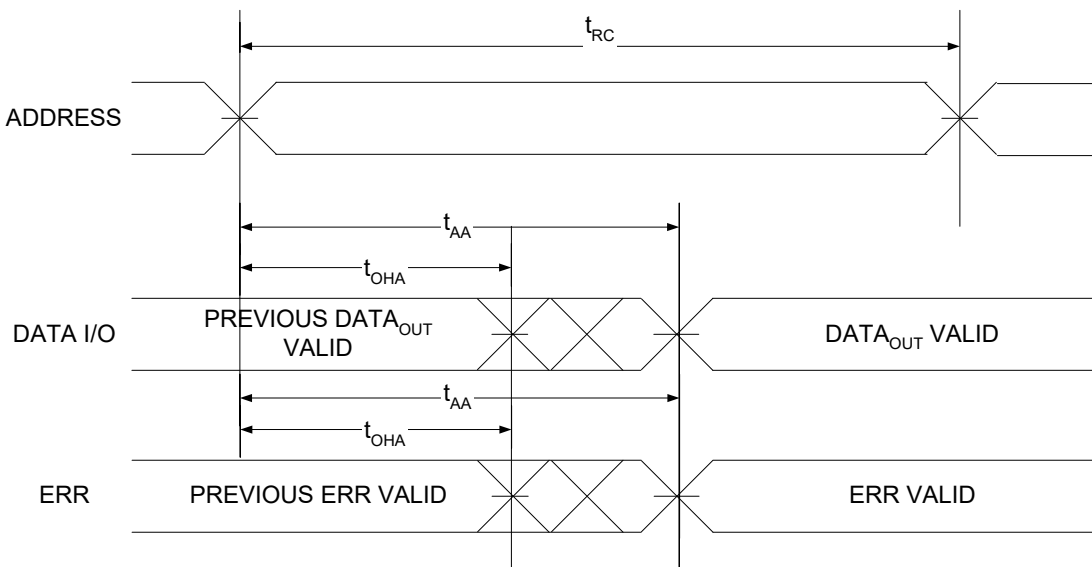 tRC
ADDRESS
tAA
tOHA
DATA I/O
PREVIOUS DATAOUT
VALID
DATAOUT VALID
tAA
tOHA
ERR
PREVIOUS ERR VALID
ERR VALID